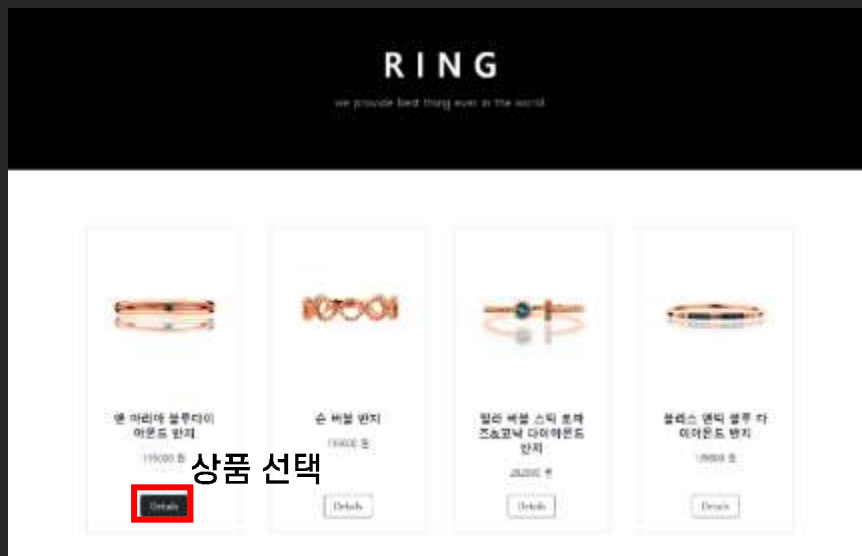 RING
we provide best thing ever in the world
앤 마리아 블루다이
아몬드 반지
상품 선택
Details
순 버블 반지
Details
밀라 버블 스틱 토파
즈&코냑 다이아몬드
반지
Details
블레스 앤틱 블루 다
이아몬드 반지
Details